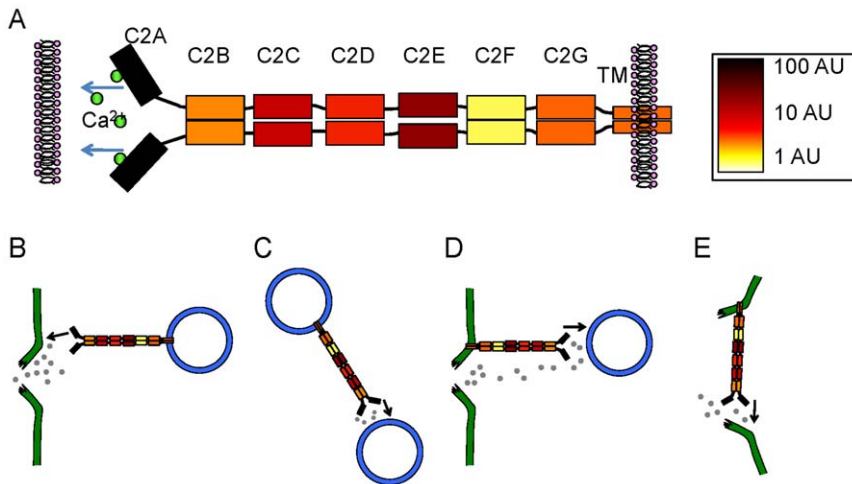 A
C2A
C2B C2C C2D C2E C2F C2G
TM
Ca²⁺
100 AU
10 AU
1 AU
B C D E